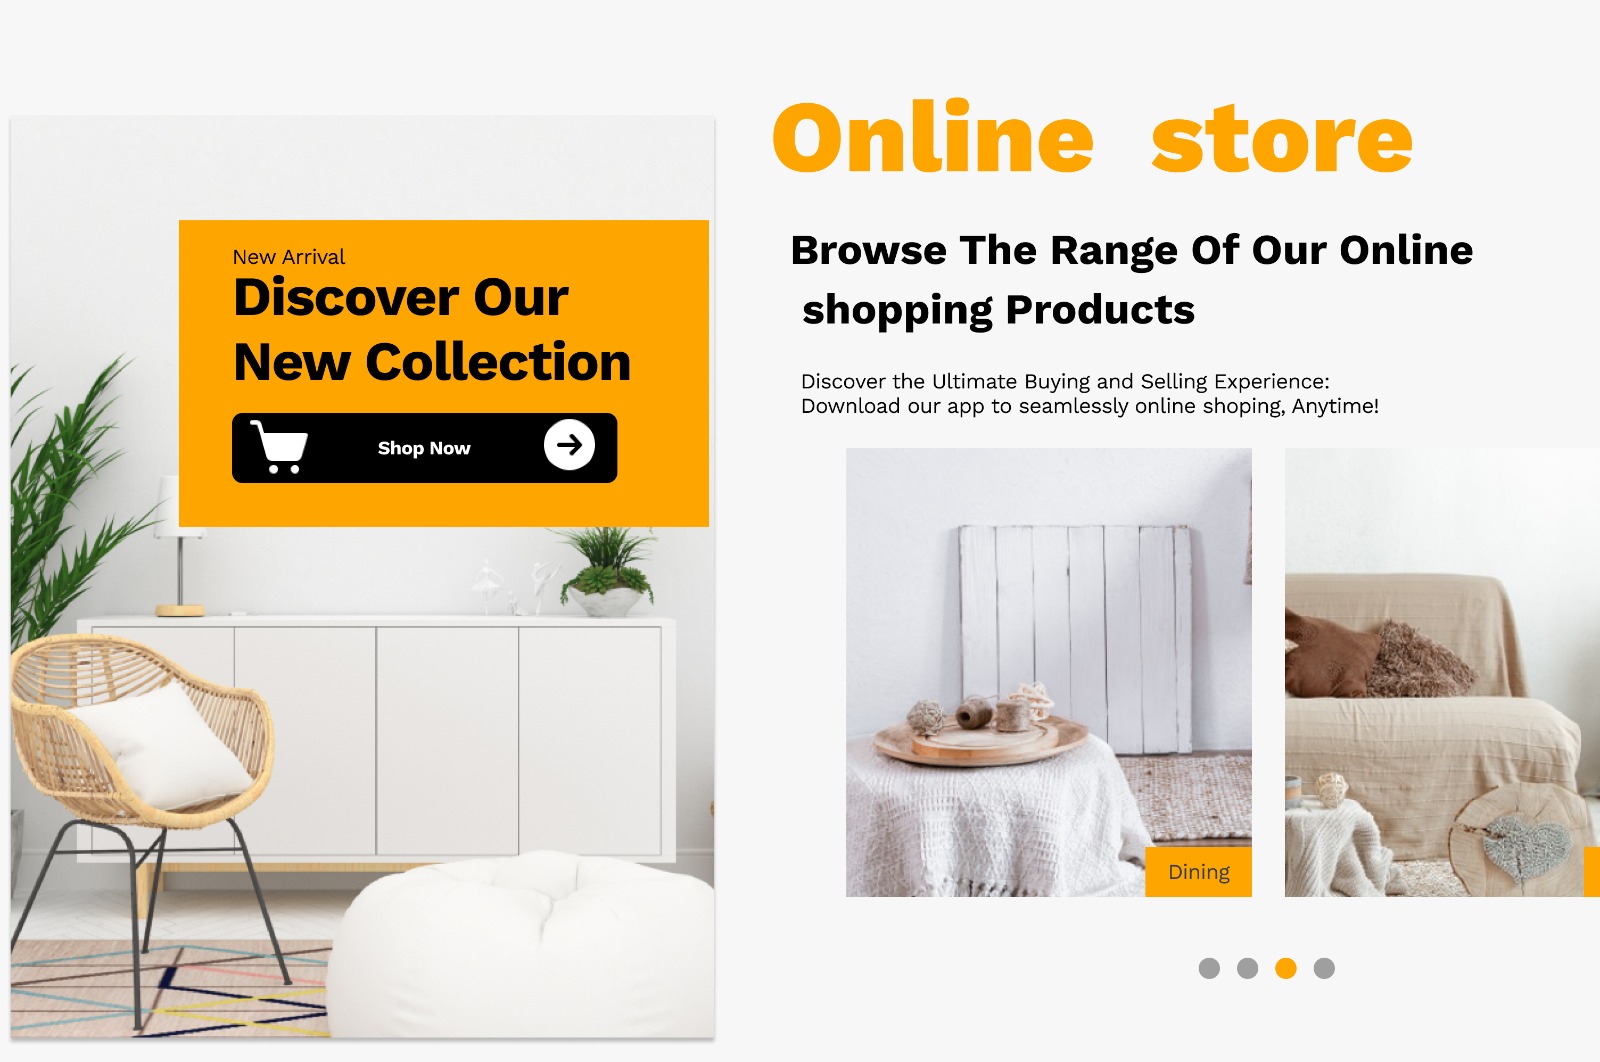 New Arrival
Discover Our
New Collection
Shop Now
Online store
Browse The Range Of Our Online
shopping Products
Discover the Ultimate Buying and Selling Experience:
Download our app to seamlessly online shoping, Anytime!
Dining